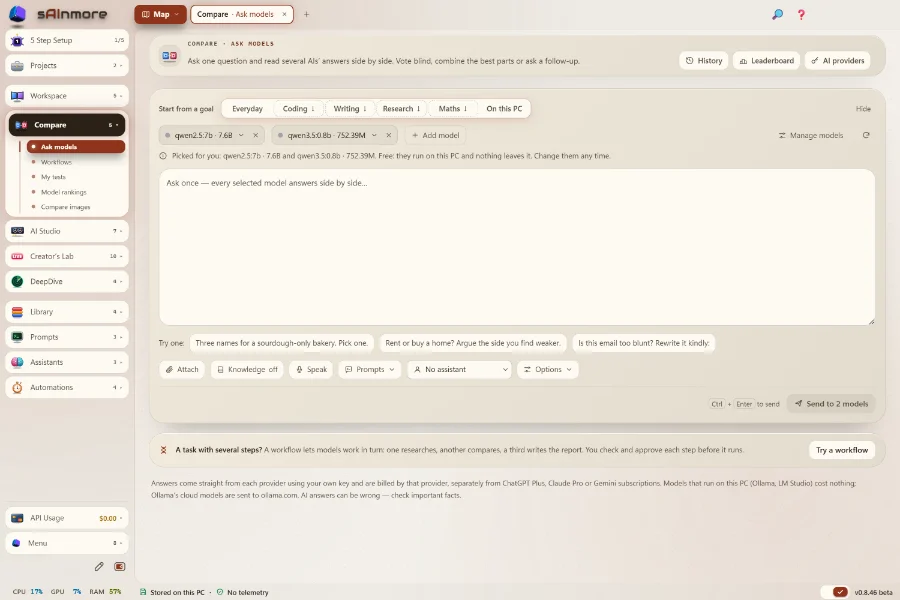 sAInmore
Map
Compare · Ask models
5 Step Setup 1/5
Projects 2
Workspace 5
Compare 5
Ask models
Workflows
My tests
Model rankings
Compare images
AI Studio 7
Creator's Lab 10
DeepDive
Library
Prompts 3
Assistants 3
Automations 4
API Usage $0.00
Menu 8
CPU 17% GPU 7% RAM 57%
COMPARE · ASK MODELS
Ask one question and read several AIs' answers side by side. Vote blind, combine the best parts or ask a follow-up.
History
Leaderboard
AI providers
Start from a goal
Everyday
Coding ↓
Writing ↓
Research ↓
Maths ↓
On this PC
Hide
qwen2.5:7b · 7.6B
qwen3.5:0.8b · 752.39M
+ Add model
Manage models
Picked for you: qwen2.5:7b · 7.6B and qwen3.5:0.8b · 752.39M. Free: they run on this PC and nothing leaves it. Change them any time.
Ask once — every selected model answers side by side...
Try one:
Three names for a sourdough-only bakery. Pick one.
Rent or buy a home? Argue the side you find weaker.
Is this email too blunt? Rewrite it kindly:
Attach
Knowledge off
Speak
Prompts
No assistant
Options
Ctrl + Enter to send
Send to 2 models
A task with several steps? A workflow lets models work in turn: one researches, another compares, a third writes the report. You check and approve each step before it runs.
Try a workflow
Answers come straight from each provider using your own key and are billed by that provider, separately from ChatGPT Plus, Claude Pro or Gemini subscriptions. Models that run on this PC (Ollama, LM Studio) cost nothing;
Ollama's cloud models are sent to ollama.com. AI answers can be wrong — check important facts.
Stored on this PC · No telemetry
v0.8.46 beta